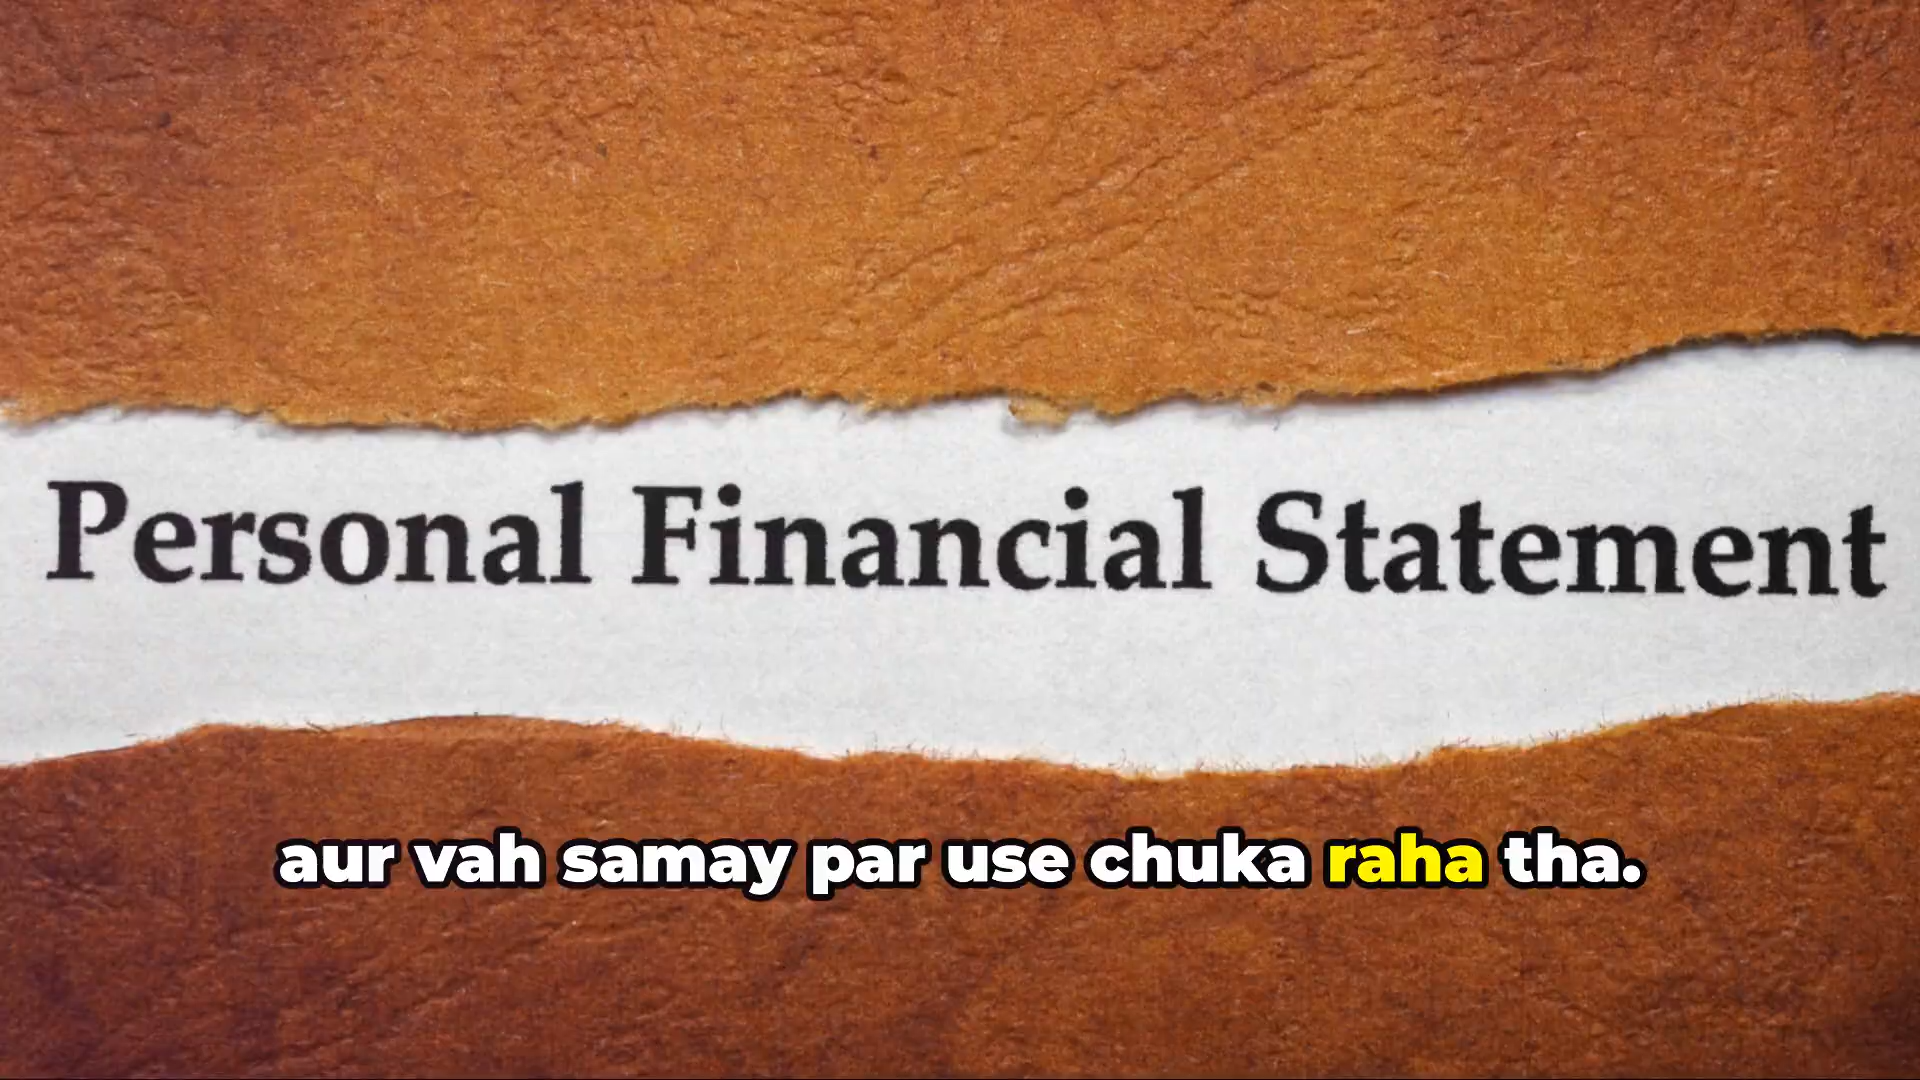 Personal Financial Statement
aur vah samay par use chuka raha tha.